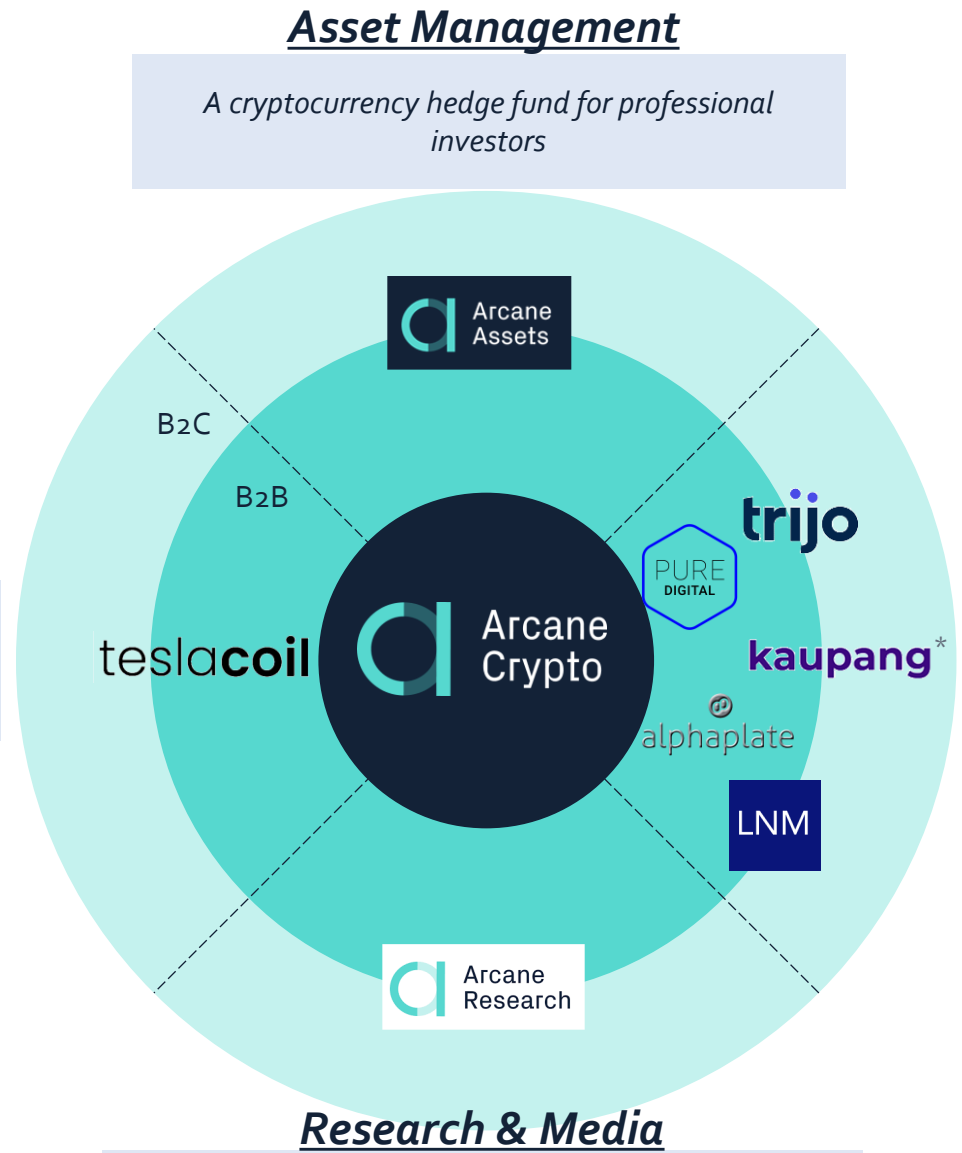 Asset Management
A cryptocurrency hedge fund for professional
investors
Arcane
Assets
B2C
B2B
trijo
PURE
DIGITAL
teslacoil
Arcane
Crypto
kaupang*
alphaplate
LNM
Arcane
Research
Research & Media